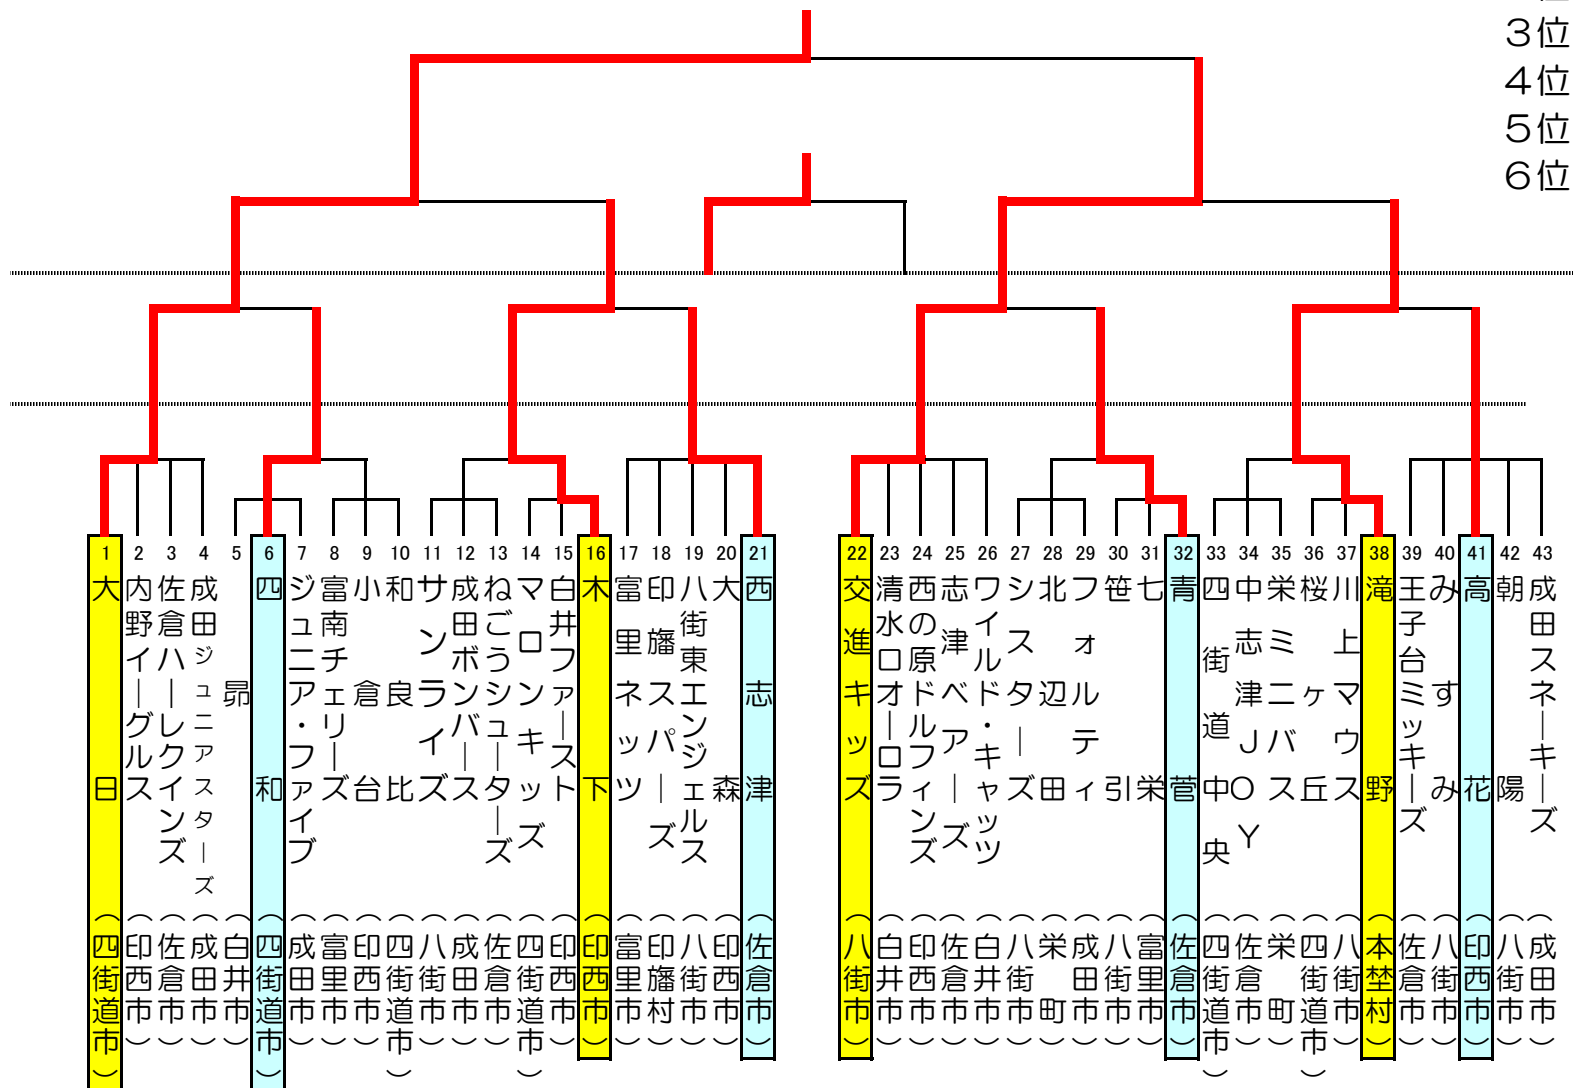 3位
4位
5位
6位
1 大日 （四街道市）
2 内野イーグルス （印西市）
3 佐倉ハーレクインズ （佐倉市）
4 成田ジュニアスターズ （成田市）
5 昴 （白井市）
6 四和 （四街道市）
7 ジュニア・ファイブ （成田市）
8 富南チェリーズ （富里市）
9 小倉台 （印西市）
10 和良比 （四街道市）
11 サンライズ （八街市）
12 成田ボンバース （成田市）
13 ねごうシューターズ （佐倉市）
14 マロンキッズ （四街道市）
15 白井ファースト （印西市）
16 木下 （印西市）
17 富里ネッツ （富里市）
18 印旛スパーズ （印旛村）
19 八街東エンジェルス （八街市）
20 大森 （印西市）
21 西志津 （佐倉市）
22 交進キッズ （八街市）
23 清水口オーロラ （白井市）
24 西の原ドルフィンズ （印西市）
25 志津ベアーズ （佐倉市）
26 ワイルド・キャッツ （白井市）
27 シスターズ （八街市）
28 北辺田 （栄町）
29 フォルティ （成田市）
30 笹引 （八街市）
31 七栄 （富里市）
32 青菅 （佐倉市）
33 四街道中央 （四街道市）
34 中志津JOY （佐倉市）
35 栄ミニバス （栄町）
36 桜ヶ丘 （四街道市）
37 川上マウス （八街市）
38 滝野 （本埜村）
39 王子台ミッキーズ （佐倉市）
40 みすみ （八街市）
41 高花 （印西市）
42 朝陽 （八街市）
43 成田スネーキーズ （成田市）